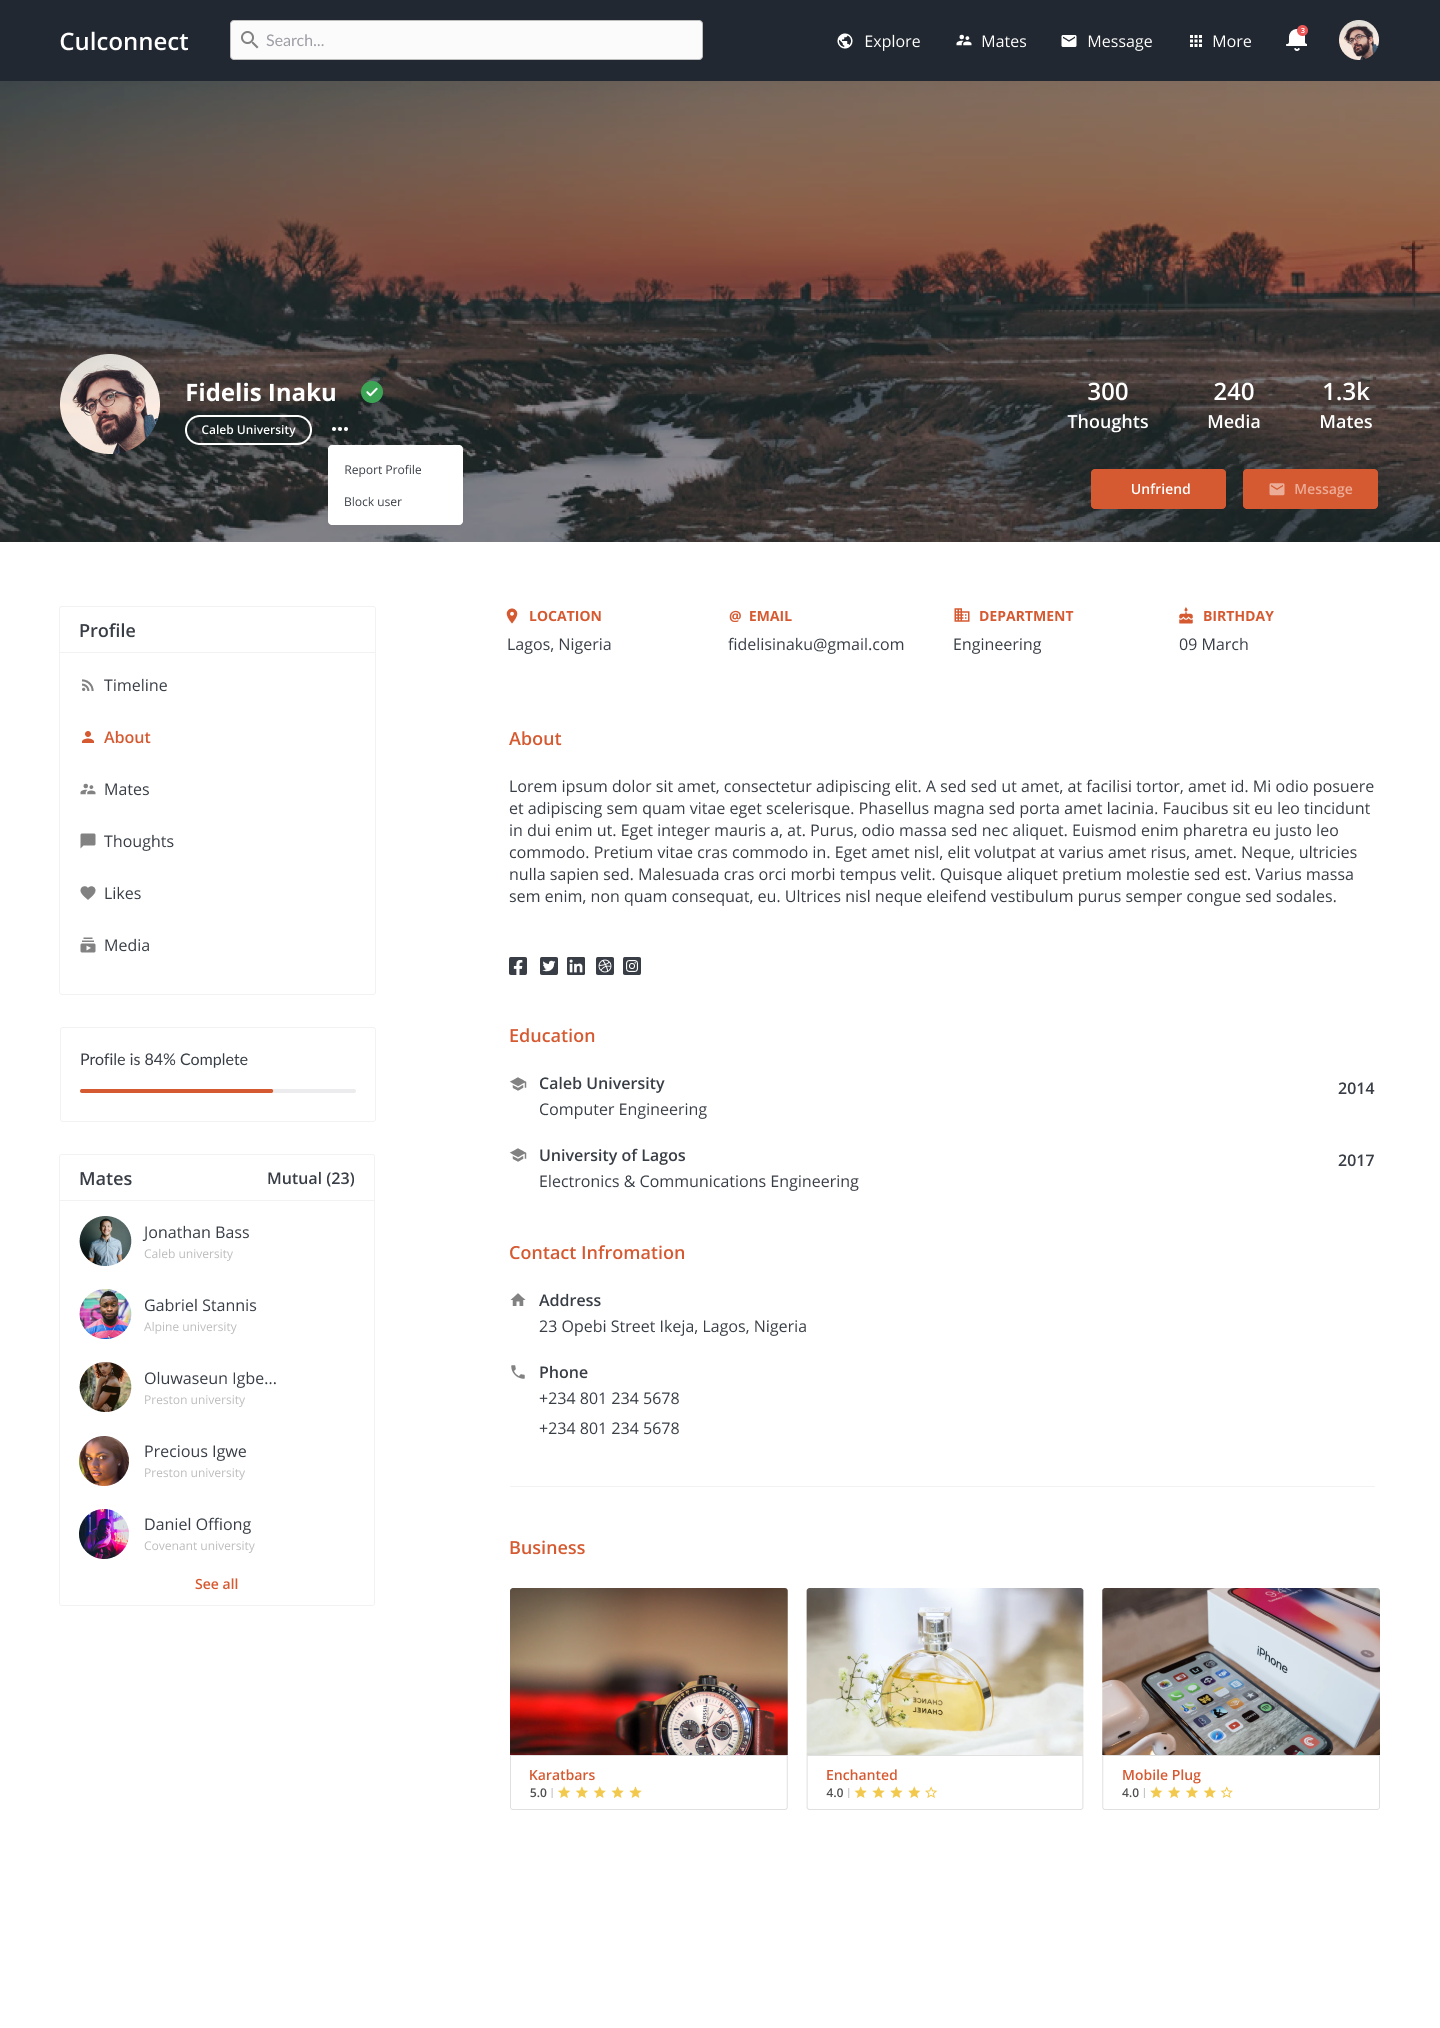 Culconnect
Search...
Explore
Mates
Message
More
3
Fidelis Inaku
Caleb University
Report Profile
Block user
300
Thoughts
240
Media
1.3k
Mates
Unfriend
Message
Profile
Timeline
About
Mates
Thoughts
Likes
Media
Profile is 84% Complete
Mates
Mutual (23)
Jonathan Bass
Caleb university
Gabriel Stannis
Alpine university
Oluwaseun Igbe...
Preston university
Precious Igwe
Preston university
Daniel Offiong
Covenant university
See all
LOCATION
Lagos, Nigeria
@ EMAIL
fidelisinaku@gmail.com
DEPARTMENT
Engineering
BIRTHDAY
09 March
About
Lorem ipsum dolor sit amet, consectetur adipiscing elit. A sed sed ut amet, at facilisi tortor, amet id. Mi odio posuere
et adipiscing sem quam vitae eget scelerisque. Phasellus magna sed porta amet lacinia. Faucibus sit eu leo tincidunt
in dui enim ut. Eget integer mauris a, at. Purus, odio massa sed nec aliquet. Euismod enim pharetra eu justo leo
commodo. Pretium vitae cras commodo in. Eget amet nisl, elit volutpat at varius amet risus, amet. Neque, ultricies
nulla sapien sed. Malesuada cras orci morbi tempus velit. Quisque aliquet pretium molestie sed est. Varius massa
sem enim, non quam consequat, eu. Ultrices nisl neque eleifend vestibulum purus semper congue sed sodales.
Education
Caleb University
2014
Computer Engineering
University of Lagos
2017
Electronics & Communications Engineering
Contact Infromation
Address
23 Opebi Street Ikeja, Lagos, Nigeria
Phone
+234 801 234 5678
+234 801 234 5678
Business
FOSSIL
CHANCE
CHANEL
iPhone
Karatbars
5.0 |
Enchanted
4.0 |
Mobile Plug
4.0 |